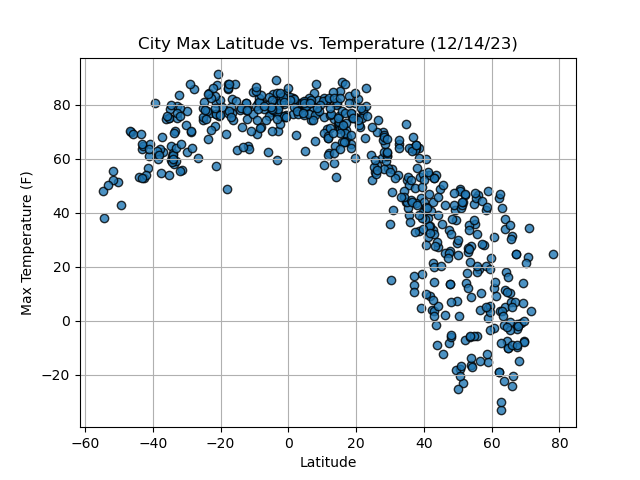 City Max Latitude vs. Temperature (12/14/23)
Max Temperature (F)
80
60
40
20
0
−20
−60 −40 −20 0 20 40 60 80
Latitude